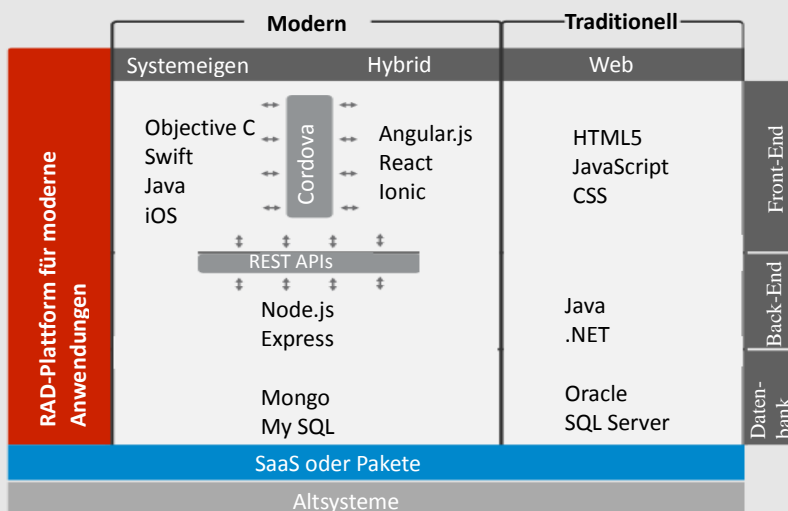 Modern
Traditionell
Systemeigen
Hybrid
Web
RAD-Plattform für moderne
Anwendungen
Objective C
Swift
Java
iOS
Cordova
Angular.js
React
Ionic
HTML5
JavaScript
CSS
Front-End
REST APIs
Node.js
Express
Java
.NET
Back-End
Mongo
My SQL
Oracle
SQL Server
Daten-
bank
SaaS oder Pakete
Altsysteme